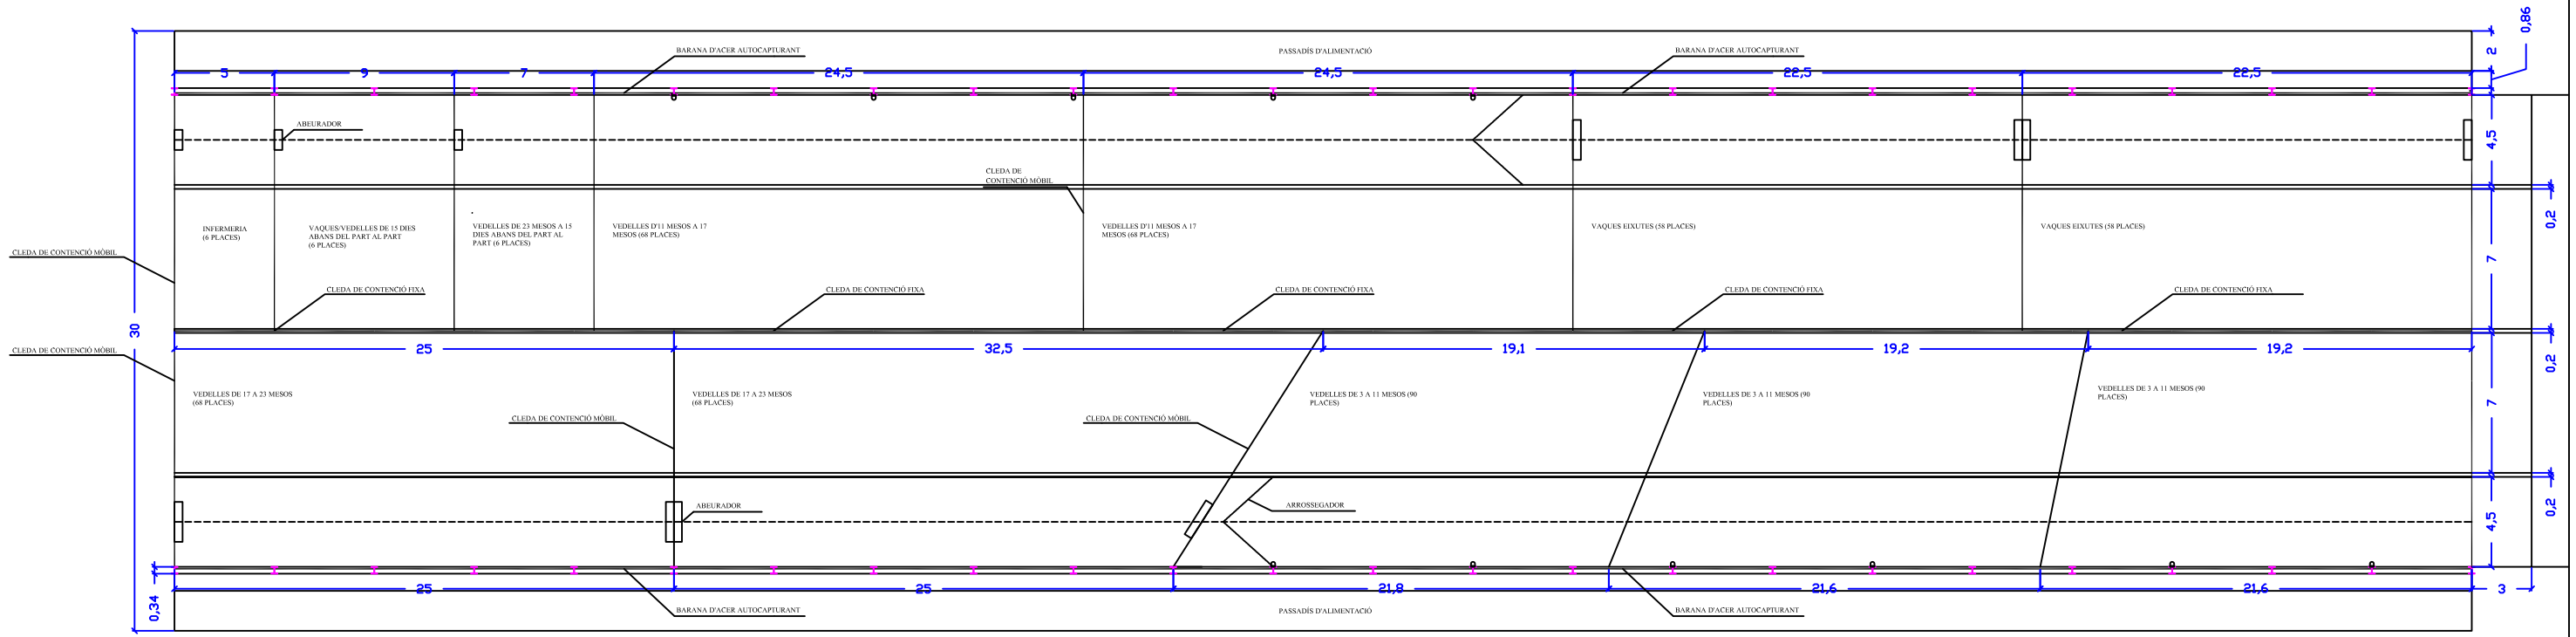 0,86
2
BARANA D'ACER AUTOCAPTURANT
PASSADÍS D'ALIMENTACIÓ
BARANA D'ACER AUTOCAPTURANT
5
9
7
24,5
24,5
22,5
22,5
ABEURADOR
4,5
CLEDA DE
CONTENCIÓ MÒBIL
0,2
INFERMERIA
(6 PLACES)
VAQUES/VEDELLES DE 15 DIES
ABANS DEL PART AL PART
(6 PLACES)
VEDELLES DE 23 MESOS A 15
DIES ABANS DEL PART AL
PART (6 PLACES)
VEDELLES D'11 MESOS A 17
MESOS (68 PLACES)
VEDELLES D'11 MESOS A 17
MESOS (68 PLACES)
VAQUES EIXUTES (58 PLACES)
VAQUES EIXUTES (58 PLACES)
CLEDA DE CONTENCIÓ MÒBIL
7
CLEDA DE CONTENCIÓ FIXA
CLEDA DE CONTENCIÓ FIXA
CLEDA DE CONTENCIÓ FIXA
CLEDA DE CONTENCIÓ FIXA
CLEDA DE CONTENCIÓ FIXA
30
CLEDA DE CONTENCIÓ MÒBIL
25
32,5
19,1
19,2
19,2
0,2
VEDELLES DE 17 A 23 MESOS
(68 PLACES)
VEDELLES DE 17 A 23 MESOS
(68 PLACES)
VEDELLES DE 3 A 11 MESOS (90
PLACES)
VEDELLES DE 3 A 11 MESOS (90
PLACES)
VEDELLES DE 3 A 11 MESOS (90
PLACES)
7
CLEDA DE CONTENCIÓ MÒBIL
CLEDA DE CONTENCIÓ MÒBIL
ABEURADOR
ARROSSEGADOR
0,2
4,5
25
25
21,8
21,6
21,6
3
0,34
BARANA D'ACER AUTOCAPTURANT
PASSADÍS D'ALIMENTACIÓ
BARANA D'ACER AUTOCAPTURANT